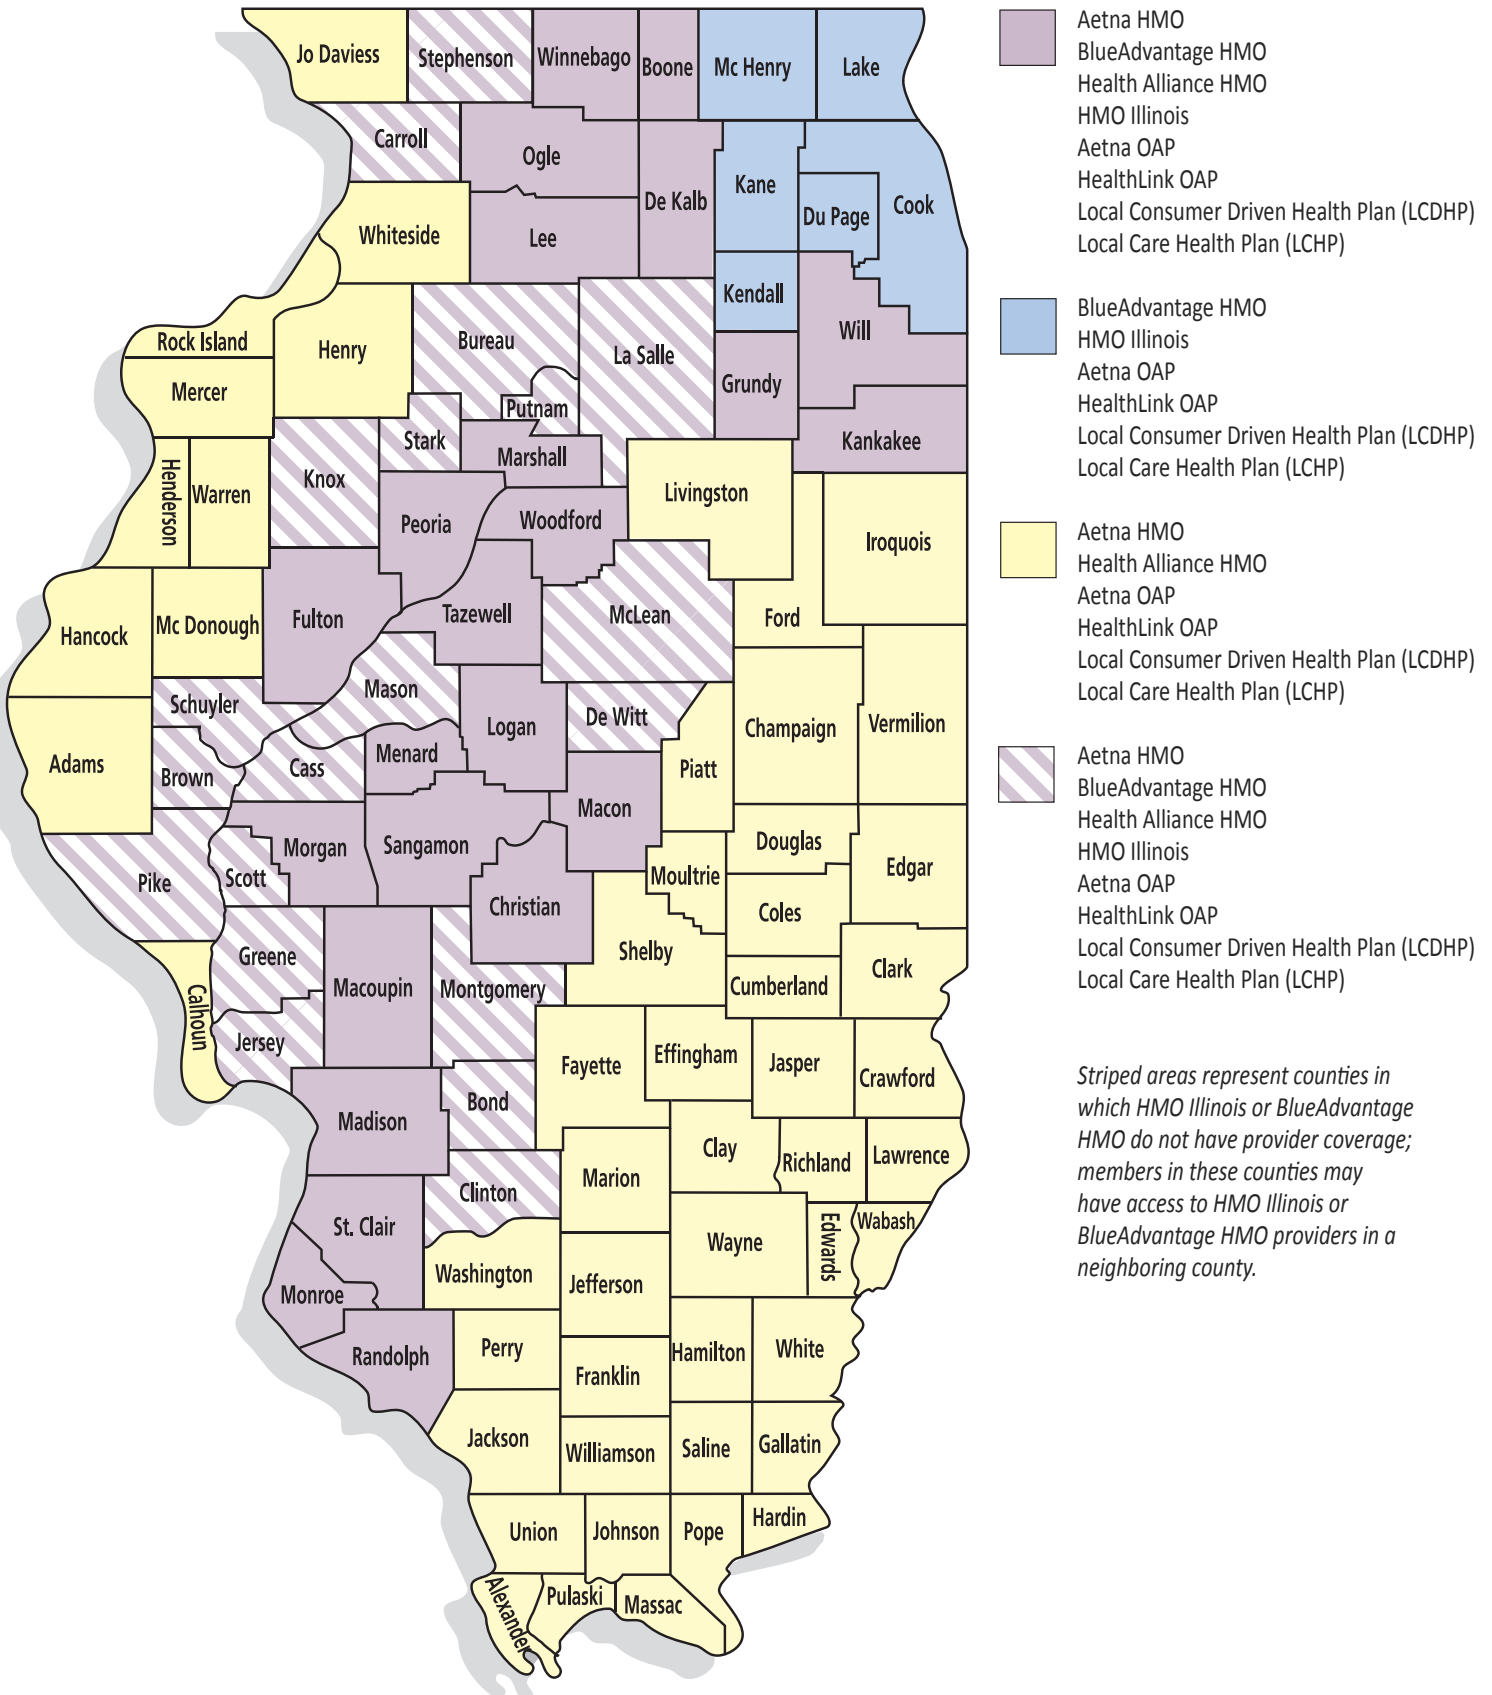 Jo Daviess
Stephenson
Winnebago
Boone
Mc Henry
Lake
Carroll
Ogle
De Kalb
Kane
Du Page
Cook
Whiteside
Lee
Kendall
Will
Rock Island
Henry
Bureau
La Salle
Grundy
Mercer
Putnam
Stark
Marshall
Kankakee
Henderson
Warren
Knox
Peoria
Woodford
Livingston
Iroquois
Hancock
Mc Donough
Fulton
Tazewell
McLean
Ford
Adams
Schuyler
Mason
Logan
De Witt
Champaign
Vermilion
Brown
Cass
Menard
Piatt
Macon
Pike
Scott
Morgan
Sangamon
Christian
Moultrie
Douglas
Edgar
Coles
Shelby
Calhoun
Greene
Macoupin
Montgomery
Cumberland
Clark
Jersey
Fayette
Effingham
Jasper
Crawford
Madison
Bond
Clay
Richland
Lawrence
Clinton
Marion
St. Clair
Wayne
Edwards
Wabash
Monroe
Washington
Jefferson
Randolph
Perry
Franklin
Hamilton
White
Jackson
Williamson
Saline
Gallatin
Union
Johnson
Pope
Hardin
Alexander
Pulaski
Massac
Aetna HMO
BlueAdvantage HMO
Health Alliance HMO
HMO Illinois
Aetna OAP
HealthLink OAP
Local Consumer Driven Health Plan (LCDHP)
Local Care Health Plan (LCHP)
BlueAdvantage HMO
HMO Illinois
Aetna OAP
HealthLink OAP
Local Consumer Driven Health Plan (LCDHP)
Local Care Health Plan (LCHP)
Aetna HMO
Health Alliance HMO
Aetna OAP
HealthLink OAP
Local Consumer Driven Health Plan (LCDHP)
Local Care Health Plan (LCHP)
Aetna HMO
BlueAdvantage HMO
Health Alliance HMO
HMO Illinois
Aetna OAP
HealthLink OAP
Local Consumer Driven Health Plan (LCDHP)
Local Care Health Plan (LCHP)
Striped areas represent counties in
which HMO Illinois or BlueAdvantage
HMO do not have provider coverage;
members in these counties may
have access to HMO Illinois or
BlueAdvantage HMO providers in a
neighboring county.